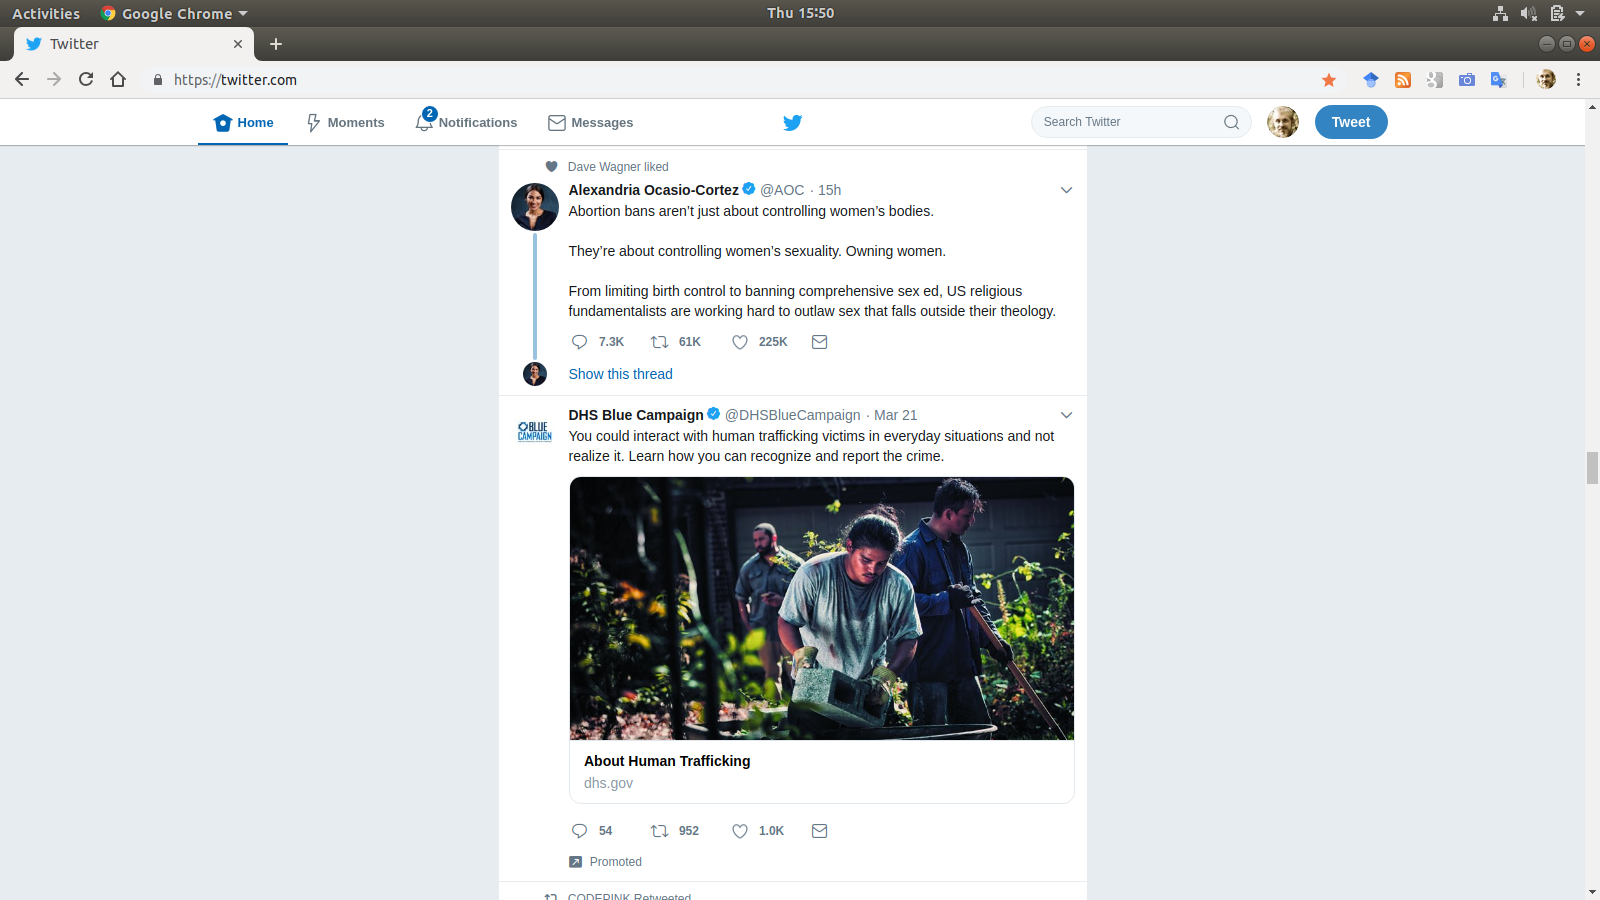 Activities Google Chrome Thu 15:50
Twitter
https://twitter.com
Home Moments 2 Notifications Messages Search Twitter Tweet
Dave Wagner liked
Alexandria Ocasio-Cortez @AOC · 15h
Abortion bans aren’t just about controlling women’s bodies.
They’re about controlling women’s sexuality. Owning women.
From limiting birth control to banning comprehensive sex ed, US religious
fundamentalists are working hard to outlaw sex that falls outside their theology.
7.3K 61K 225K
Show this thread
BLUE
CAMPAIGN
DHS Blue Campaign @DHSBlueCampaign · Mar 21
You could interact with human trafficking victims in everyday situations and not
realize it. Learn how you can recognize and report the crime.
About Human Trafficking
dhs.gov
54 952 1.0K
Promoted
CODEPINK Retweeted